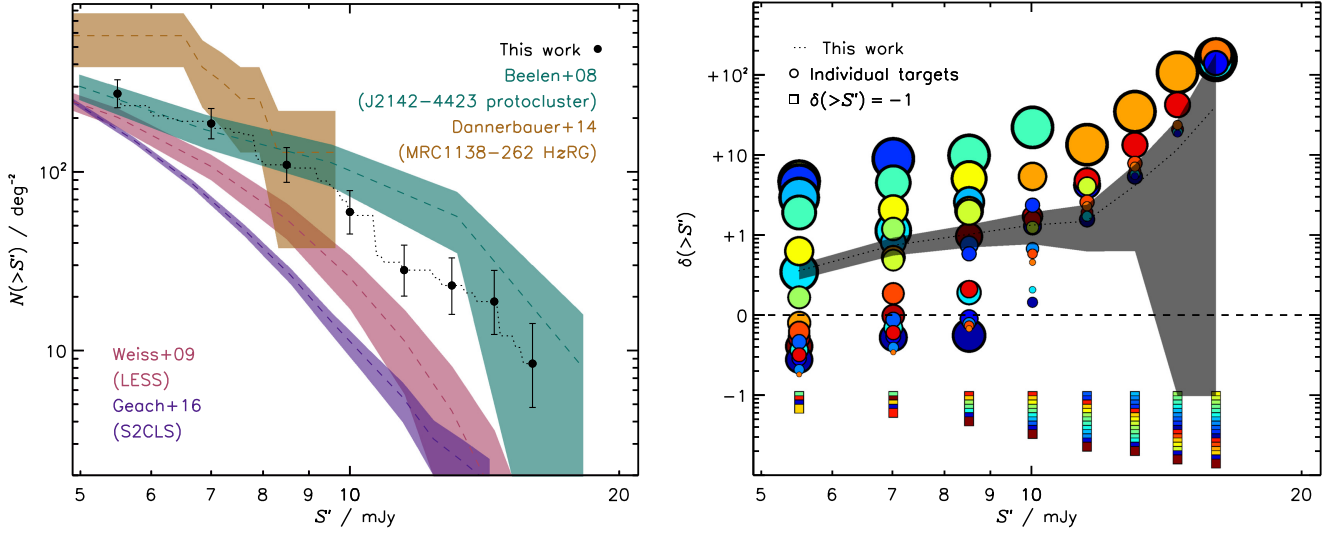 This work
Beelen+08
(J2142−4423 protocluster)
Dannerbauer+14
(MRC1138−262 HzRG)
Weiss+09
(LESS)
Geach+16
(S2CLS)
N(>S') / deg⁻²
10²
10
5 6 7 8 9 10 20
S' / mJy
This work
Individual targets
δ(>S') = −1
δ(>S')
+10²
+10
+1
0
−1
5 6 7 8 9 10 20
S' / mJy